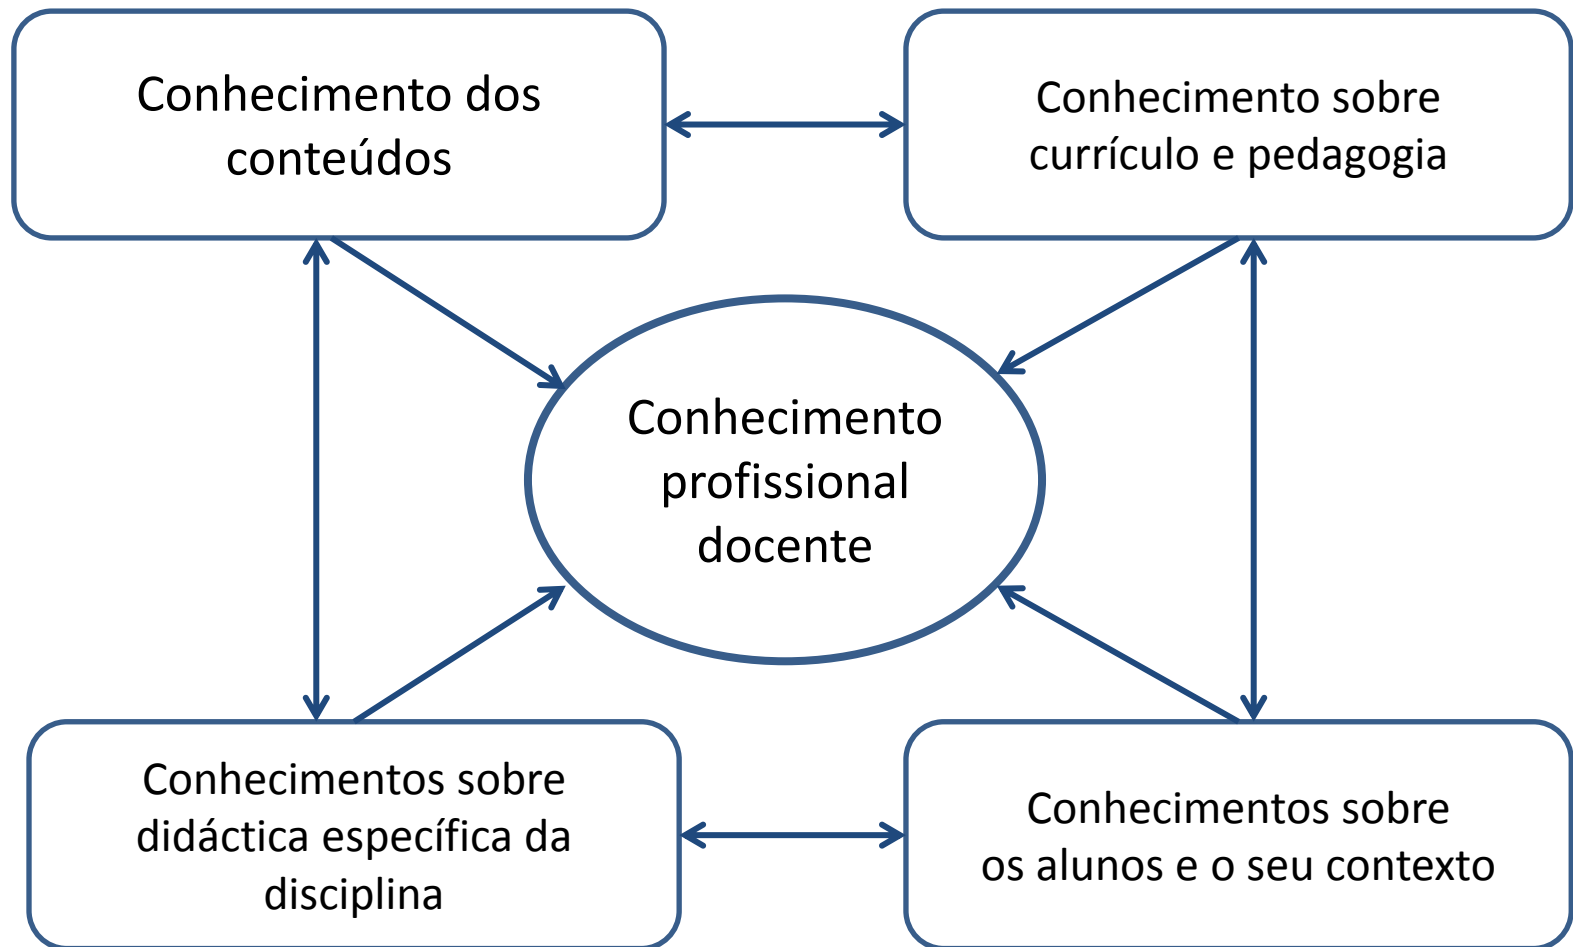 Conhecimento dos
conteúdos
Conhecimento sobre
currículo e pedagogia
Conhecimento
profissional
docente
Conhecimentos sobre
didáctica específica da
disciplina
Conhecimentos sobre
os alunos e o seu contexto